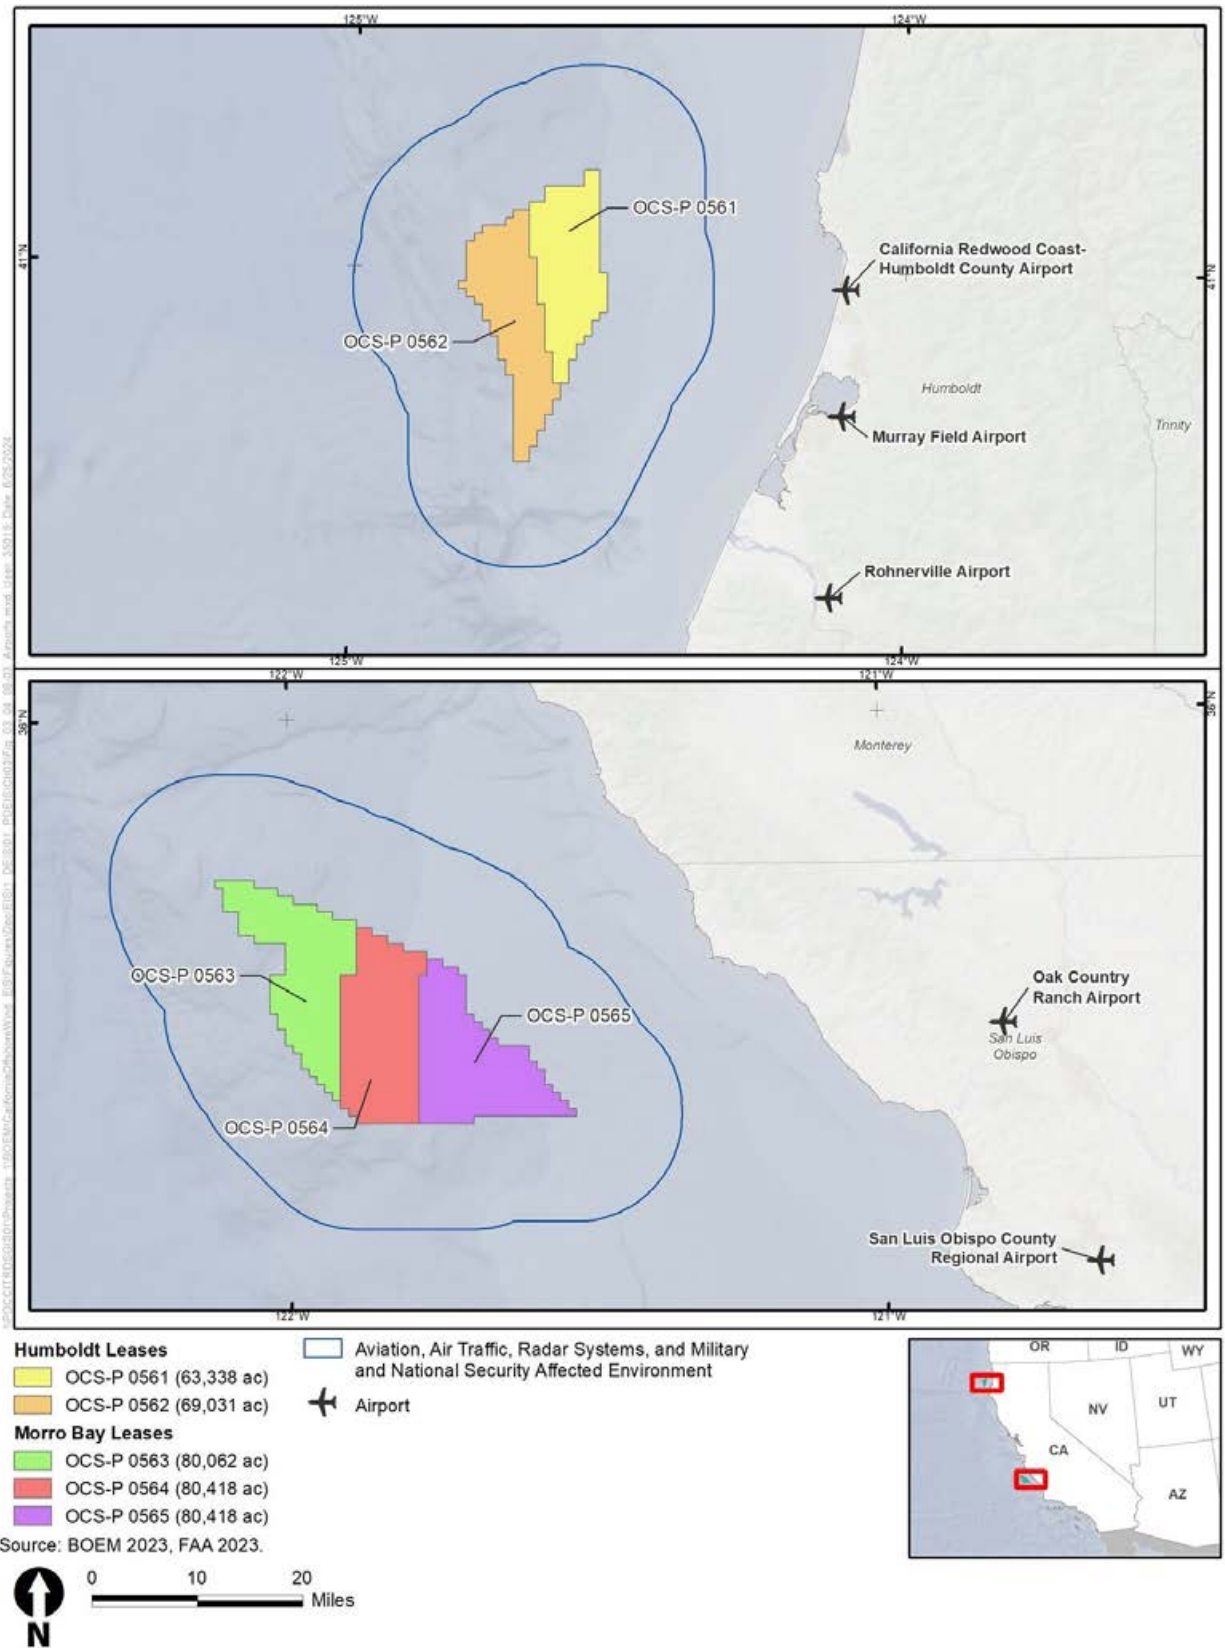 125°W
124°W
41°N
41°N
OCS-P 0561
California Redwood Coast-
Humboldt County Airport
OCS-P 0562
Humboldt
Trinity
Murray Field Airport
Rohnerville Airport
125°W
124°W
122°W
121°W
36°N
36°N
Monterey
OCS-P 0563
Oak Country
Ranch Airport
OCS-P 0565
San Luis
Obispo
OCS-P 0564
San Luis Obispo County
Regional Airport
122°W
121°W
Humboldt Leases
OCS-P 0561 (63,338 ac)
OCS-P 0562 (69,031 ac)
Morro Bay Leases
OCS-P 0563 (80,062 ac)
OCS-P 0564 (80,418 ac)
OCS-P 0565 (80,418 ac)
Source: BOEM 2023, FAA 2023.
Aviation, Air Traffic, Radar Systems, and Military
and National Security Affected Environment
Airport
0 10 20
Miles
N
OR
ID
WY
NV
UT
CA
AZ